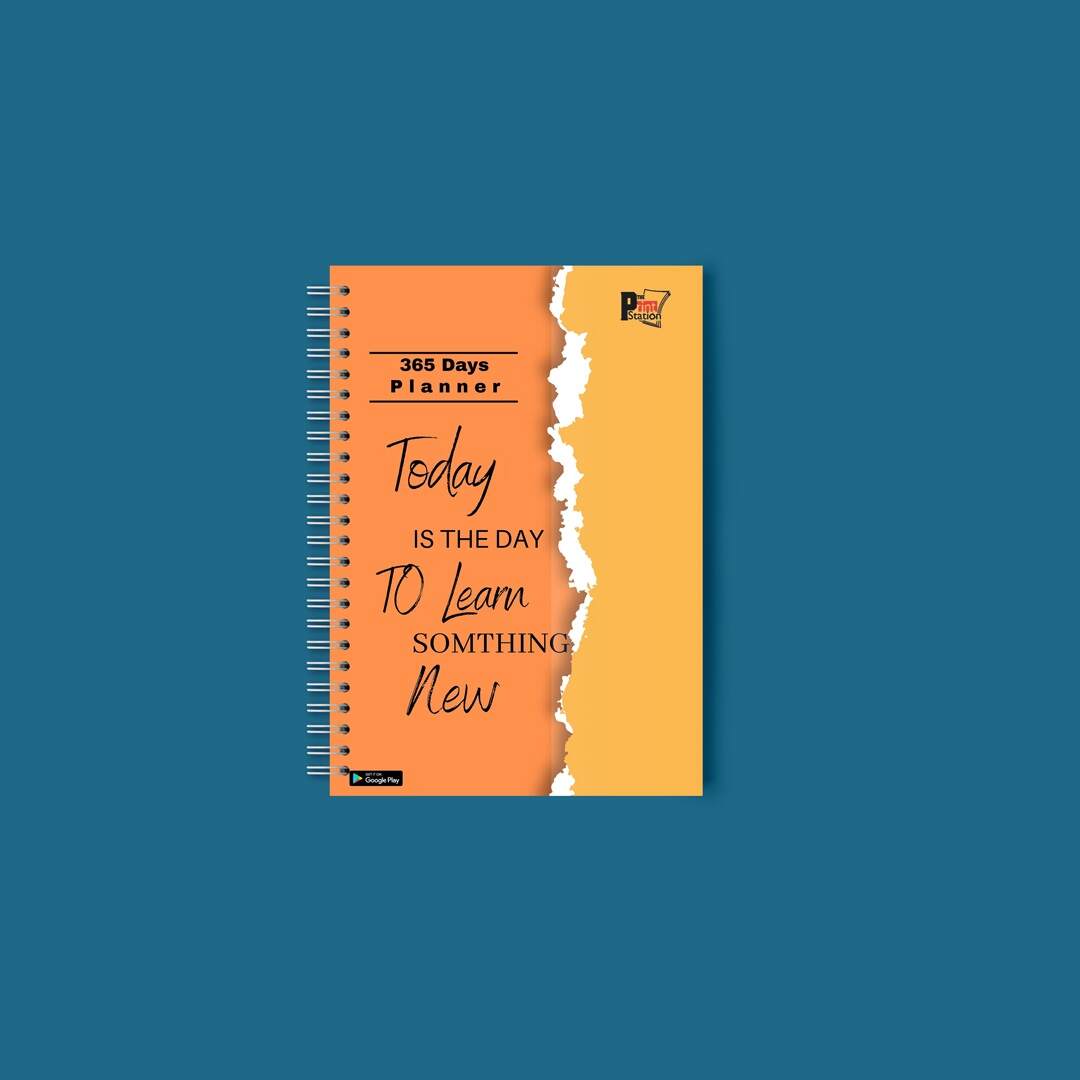 THE
Print
Station
365 Days
Planner
Today
IS THE DAY
TO Learn
SOMTHING
New
GET IT ON
Google Play